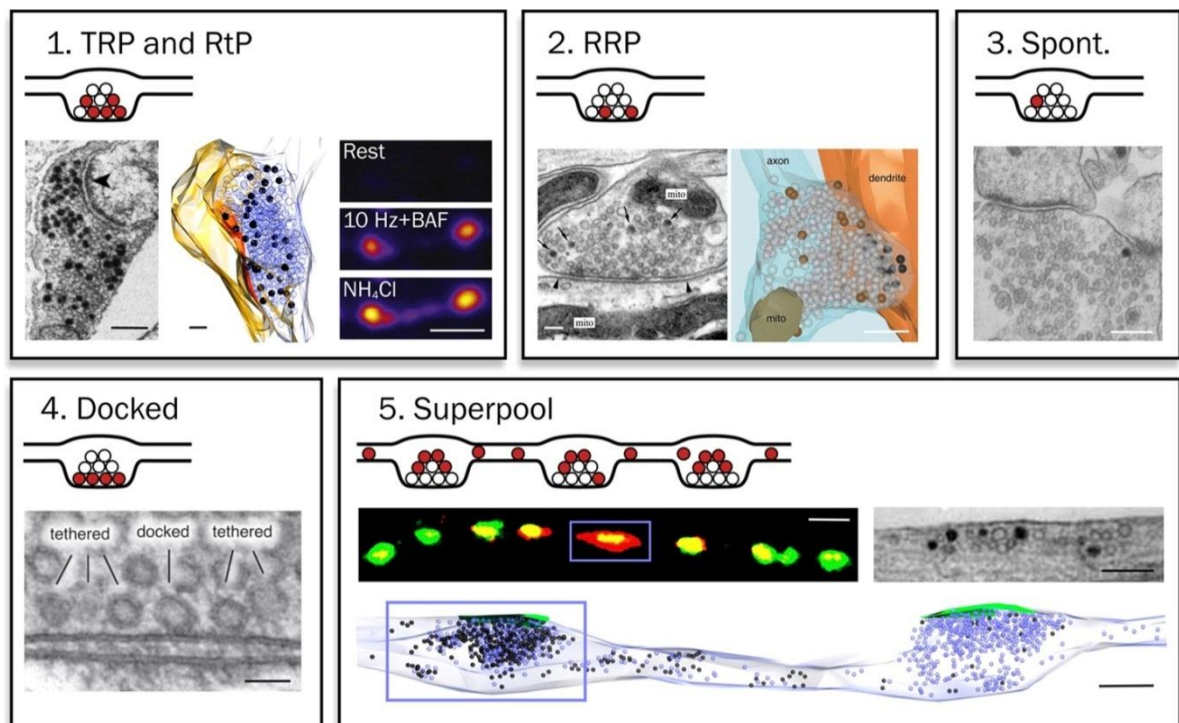 1. TRP and RtP
Rest
10 Hz+BAF
NH₄Cl
2. RRP
mito
mito
axon
dendrite
mito
3. Spont.
4. Docked
tethered docked tethered
5. Superpool